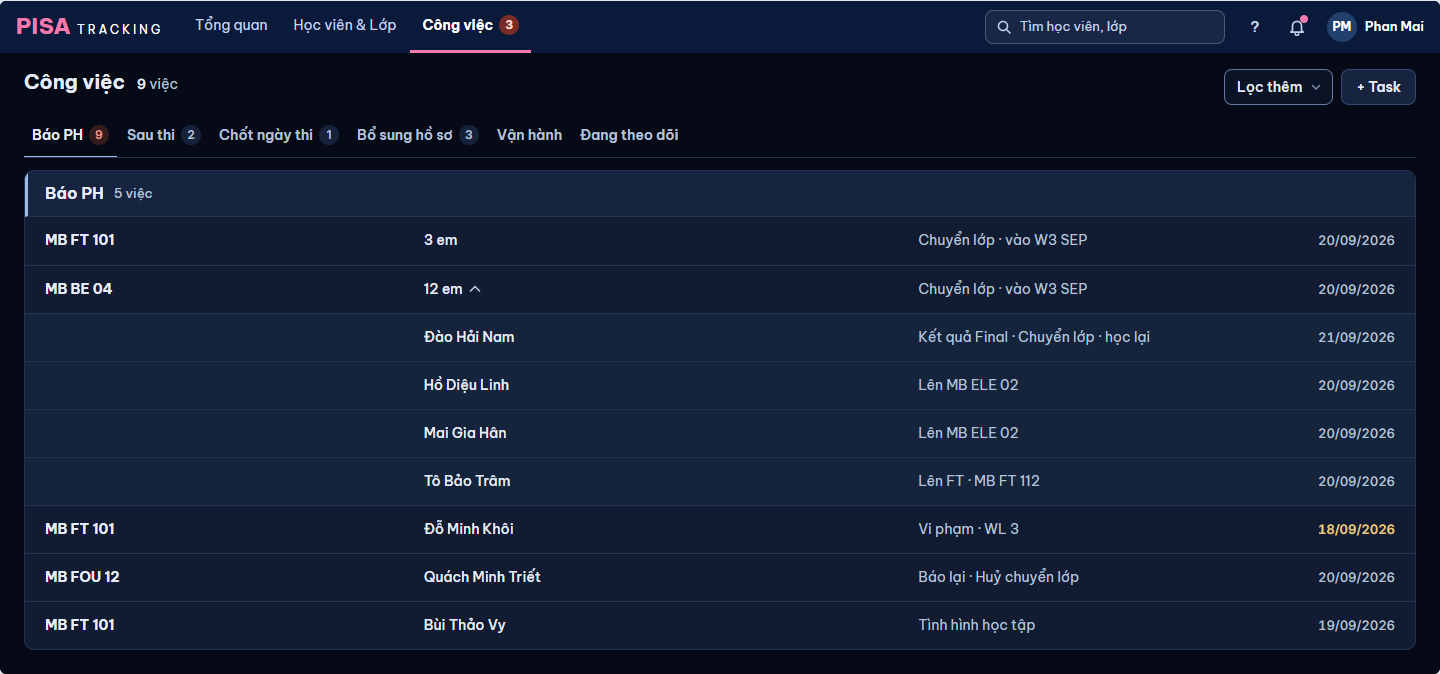 PISA TRACKING Tổng quan Học viên & Lớp Công việc 3 Tìm học viên, lớp ? PM Phan Mai
Công việc 9 việc Lọc thêm + Task
Báo PH 9 Sau thi 2 Chốt ngày thi 1 Bổ sung hồ sơ 3 Vận hành Đang theo dõi
Báo PH 5 việc
MB FT 101 3 em Chuyển lớp · vào W3 SEP 20/09/2026
MB BE 04 12 em Chuyển lớp · vào W3 SEP 20/09/2026
Đào Hải Nam Kết quả Final · Chuyển lớp · học lại 21/09/2026
Hồ Diệu Linh Lên MB ELE 02 20/09/2026
Mai Gia Hân Lên MB ELE 02 20/09/2026
Tô Bảo Trâm Lên FT · MB FT 112 20/09/2026
MB FT 101 Đỗ Minh Khôi Vi phạm · WL 3 18/09/2026
MB FOU 12 Quách Minh Triết Báo lại · Huỷ chuyển lớp 20/09/2026
MB FT 101 Bùi Thảo Vy Tình hình học tập 19/09/2026